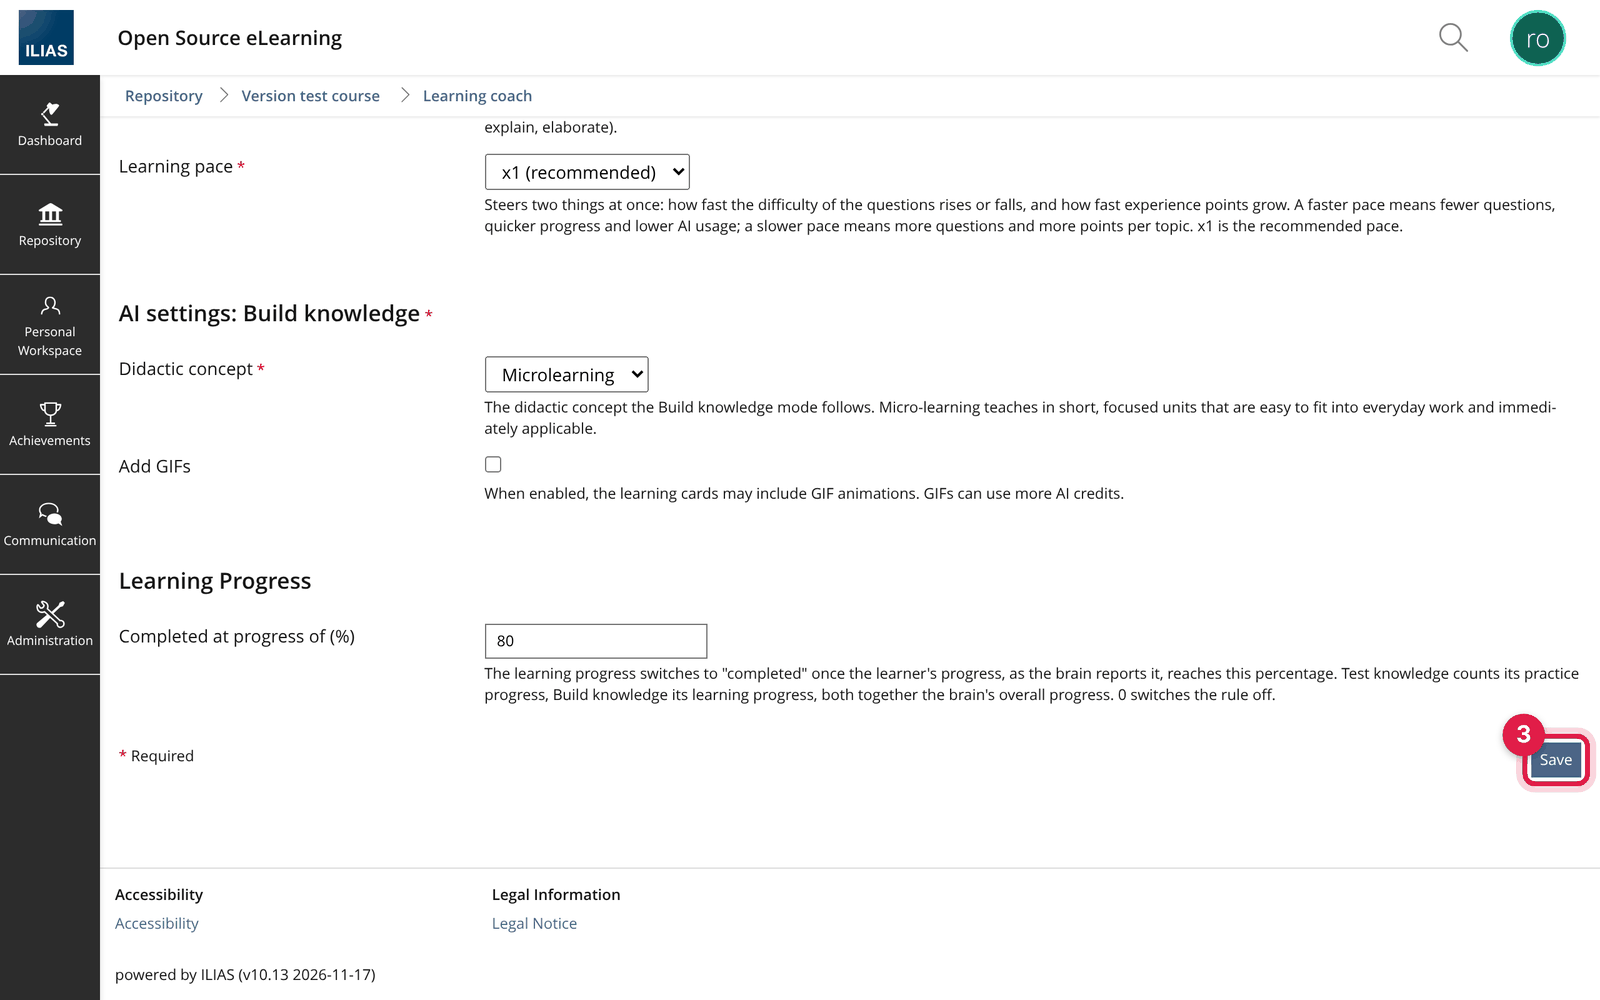 ILIAS
Open Source eLearning
ro
Repository
Version test course
Learning coach
Dashboard
Repository
Personal
Workspace
Achievements
Communication
Administration
explain, elaborate).
Learning pace *
x1 (recommended)
Steers two things at once: how fast the difficulty of the questions rises or falls, and how fast experience points grow. A faster pace means fewer questions,
quicker progress and lower AI usage; a slower pace means more questions and more points per topic. x1 is the recommended pace.
AI settings: Build knowledge *
Didactic concept *
Microlearning
The didactic concept the Build knowledge mode follows. Micro-learning teaches in short, focused units that are easy to fit into everyday work and immedi-
ately applicable.
Add GIFs
When enabled, the learning cards may include GIF animations. GIFs can use more AI credits.
Learning Progress
Completed at progress of (%)
80
The learning progress switches to "completed" once the learner's progress, as the brain reports it, reaches this percentage. Test knowledge counts its practice
progress, Build knowledge its learning progress, both together the brain's overall progress. 0 switches the rule off.
* Required
3
Save
Accessibility
Accessibility
Legal Information
Legal Notice
powered by ILIAS (v10.13 2026-11-17)